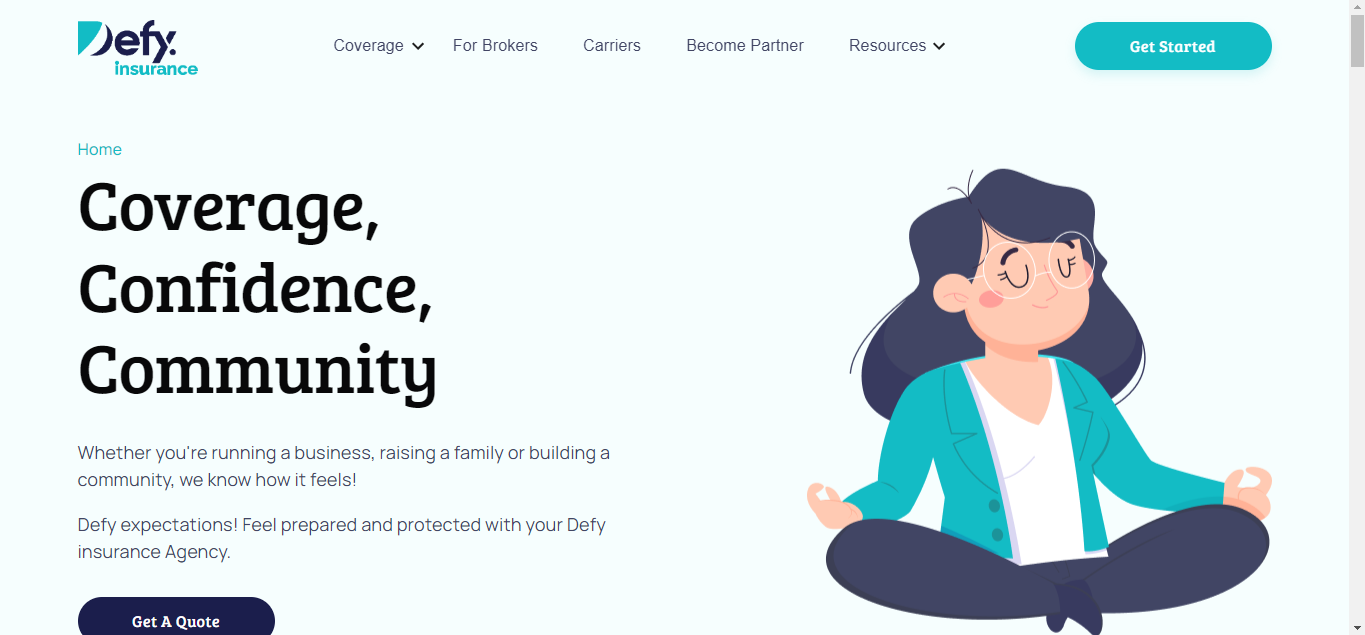 Defy.
insurance
Coverage
For Brokers
Carriers
Become Partner
Resources
Get Started
Home
Coverage,
Confidence,
Community
Whether you're running a business, raising a family or building a
community, we know how it feels!
Defy expectations! Feel prepared and protected with your Defy
insurance Agency.
Get A Quote